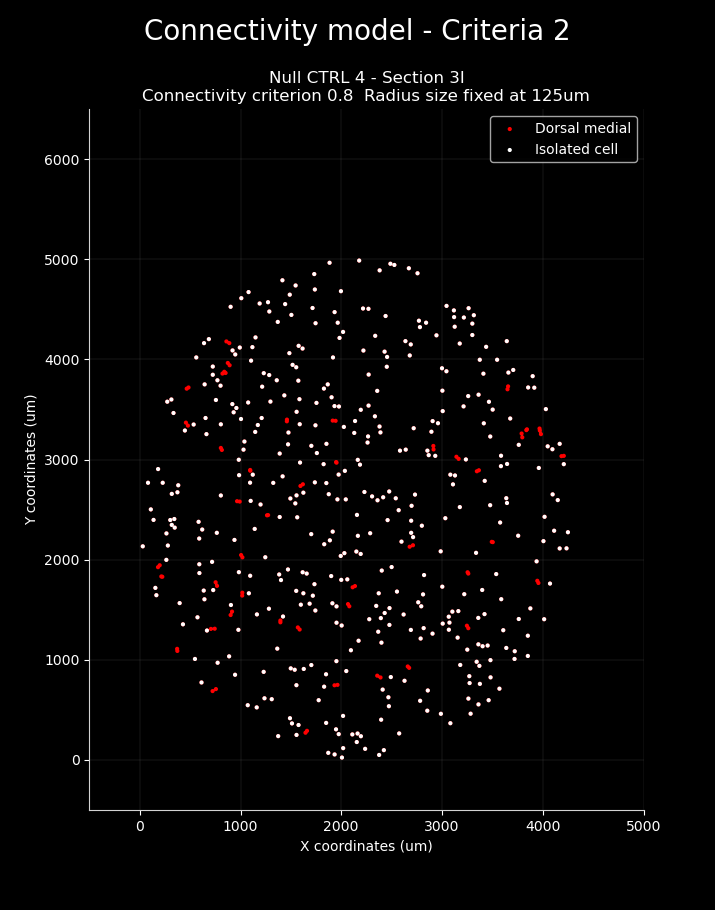 Connectivity model - Criteria 2
Null CTRL 4 - Section 3I
Connectivity criterion 0.8  Radius size fixed at 125um
Dorsal medial
Isolated cell
Y coordinates (um)
6000
5000
4000
3000
2000
1000
0
0
1000
2000
3000
4000
5000
X coordinates (um)